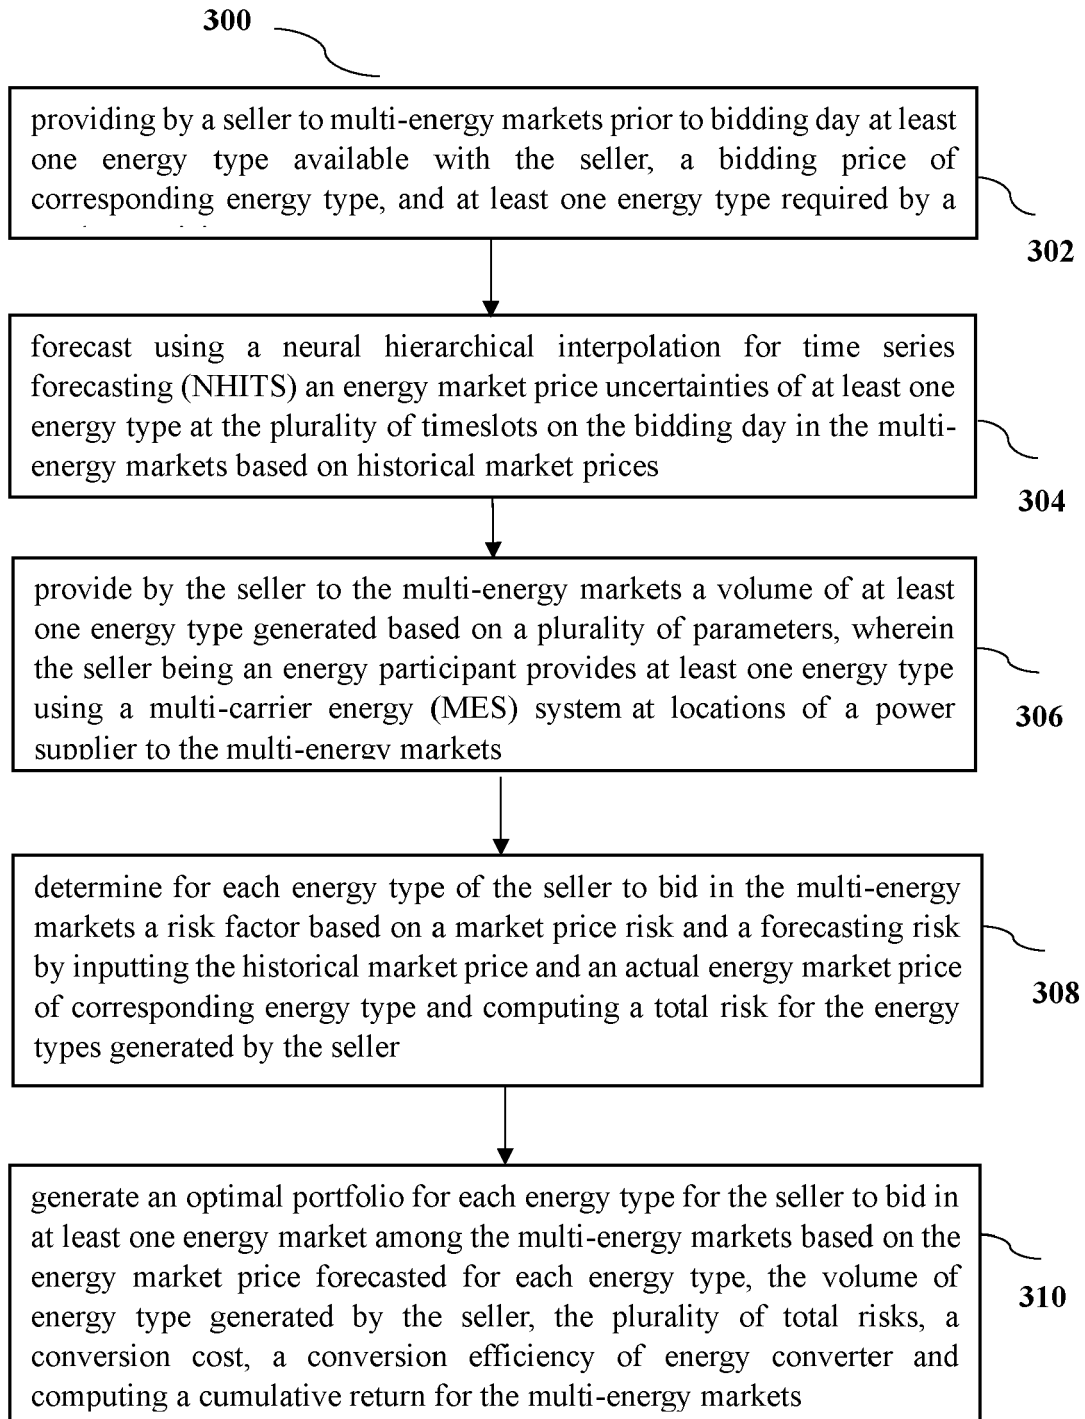 300
providing by a seller to multi-energy markets prior to bidding day at least
one energy type available with the seller, a bidding price of
corresponding energy type, and at least one energy type required by a
302
forecast using a neural hierarchical interpolation for time series
forecasting (NHITS) an energy market price uncertainties of at least one
energy type at the plurality of timeslots on the bidding day in the multi-
energy markets based on historical market prices
304
provide by the seller to the multi-energy markets a volume of at least
one energy type generated based on a plurality of parameters, wherein
the seller being an energy participant provides at least one energy type
using a multi-carrier energy (MES) system at locations of a power
supplier to the multi-energy markets
306
determine for each energy type of the seller to bid in the multi-energy
markets a risk factor based on a market price risk and a forecasting risk
by inputting the historical market price and an actual energy market price
of corresponding energy type and computing a total risk for the energy
types generated by the seller
308
generate an optimal portfolio for each energy type for the seller to bid in
at least one energy market among the multi-energy markets based on the
energy market price forecasted for each energy type, the volume of
energy type generated by the seller, the plurality of total risks, a
conversion cost, a conversion efficiency of energy converter and
computing a cumulative return for the multi-energy markets
310